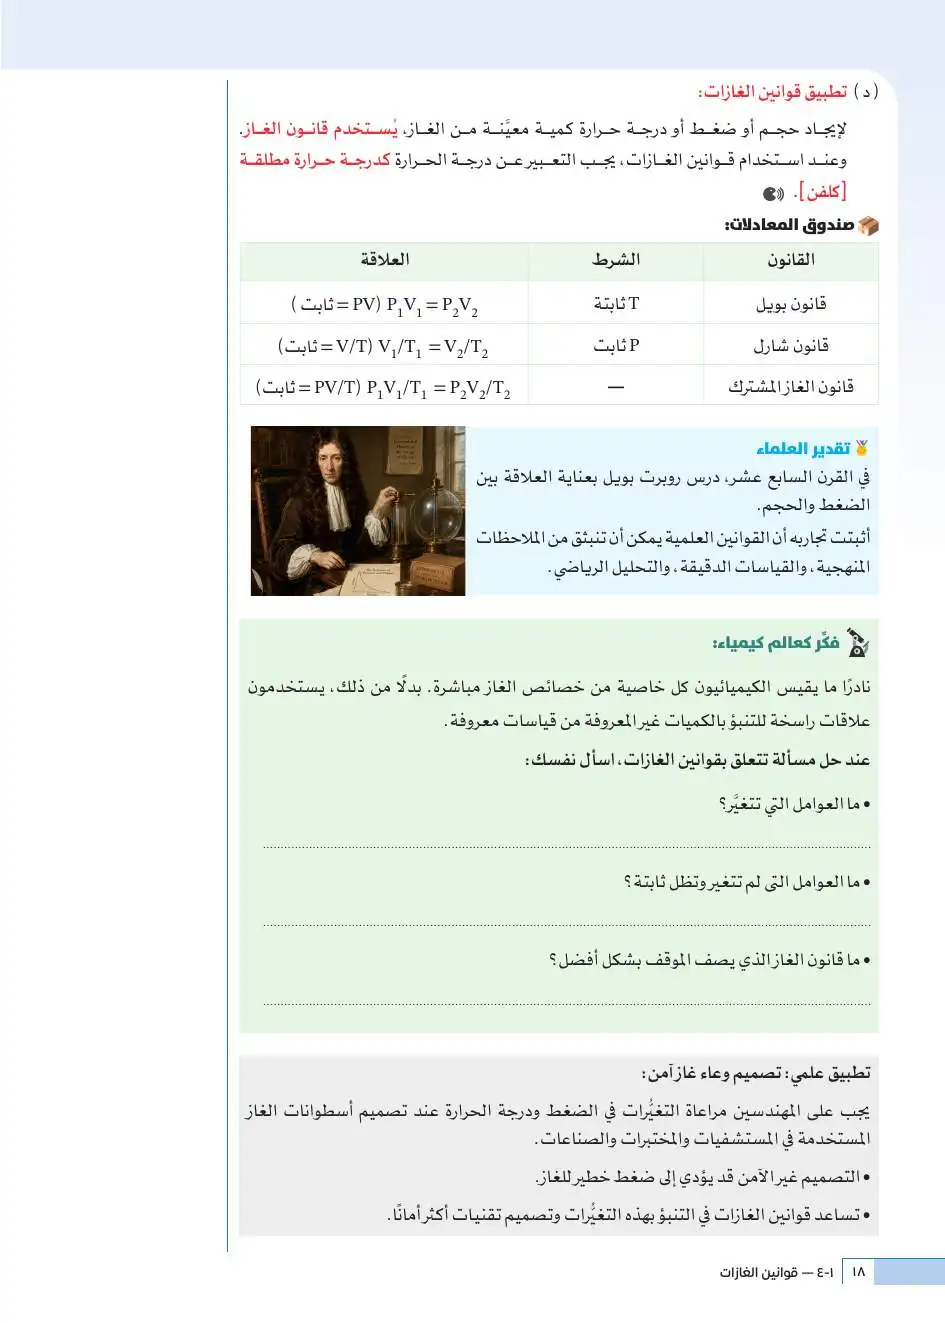 (د) تطبيق قوانين الغازات:
لإيجاد حجم أو ضغط أو درجة حرارة كمية معيَّنة من الغاز، يُستخدم قانون الغاز.
وعند استخدام قوانين الغازات، يجب التعبير عن درجة الحرارة كدرجة حرارة مطلقة
[كلفن].
صندوق المعادلات:
القانون الشرط العلاقة
قانون بويل T ثابتة P₁V₁ = P₂V₂ (PV = ثابت)
قانون شارل P ثابت V₁/T₁ = V₂/T₂ (V/T = ثابت)
قانون الغاز المشترك — P₁V₁/T₁ = P₂V₂/T₂ (PV/T = ثابت)
تقدير العلماء
في القرن السابع عشر، درس روبرت بويل بعناية العلاقة بين
الضغط والحجم.
أثبتت تجاربه أن القوانين العلمية يمكن أن تنبثق من الملاحظات
المنهجية، والقياسات الدقيقة، والتحليل الرياضي.
فكَّر كعالم كيمياء:
نادرًا ما يقيس الكيميائيون كل خاصية من خصائص الغاز مباشرة. بدلًا من ذلك، يستخدمون
علاقات راسخة للتنبؤ بالكميات غير المعروفة من قياسات معروفة.
عند حل مسألة تتعلق بقوانين الغازات، اسأل نفسك:
• ما العوامل التي تتغيَّر؟
• ما العوامل التى لم تتغير وتظل ثابتة؟
• ما قانون الغاز الذي يصف الموقف بشكل أفضل؟
تطبيق علمي: تصميم وعاء غاز آمن:
يجب على المهندسين مراعاة التغيُّرات في الضغط ودرجة الحرارة عند تصميم أسطوانات الغاز
المستخدمة في المستشفيات والمختبرات والصناعات.
• التصميم غير الآمن قد يؤدي إلى ضغط خطير للغاز.
• تساعد قوانين الغازات في التنبؤ بهذه التغيُّرات وتصميم تقنيات أكثر أمانًا.
١٨ ١-٤ — قوانين الغازات